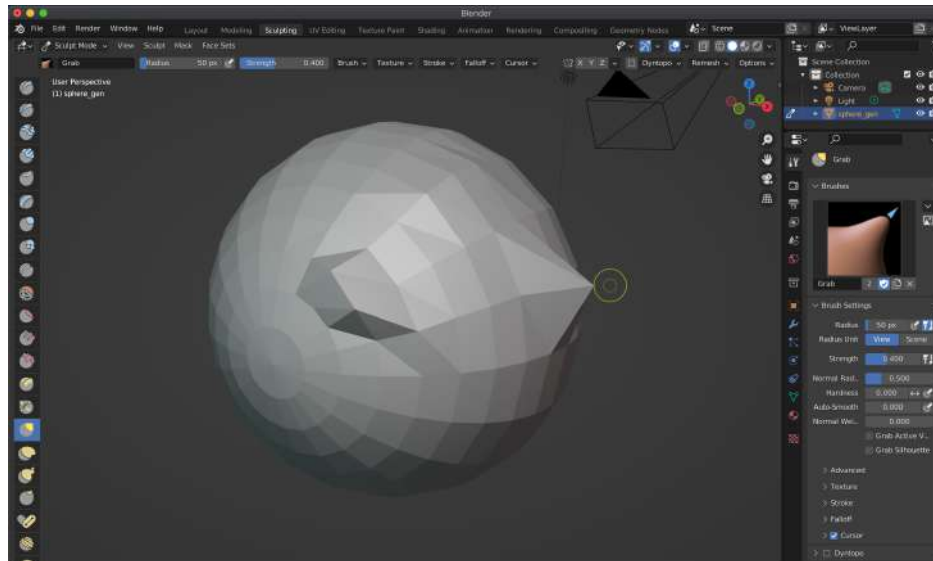 Blender
File Edit Render Window Help Layout Modeling Sculpting UV Editing Texture Paint Shading Animation Rendering Compositing Geometry Nodes Scene ViewLayer
Sculpt Mode View Sculpt Mask Face Sets
Grab Radius 50 px Strength 0.400 Brush Texture Stroke Falloff Cursor X Y Z Dyntopo Remesh Options
User Perspective
(1) sphere_gen
Scene Collection
Collection
Camera
Light
sphere_gen
Grab
Brushes
Grab 2
Brush Settings
Radius 50 px
Radius Unit View Scene
Strength 0.400
Normal Rad.. 0.500
Hardness 0.000
Auto-Smooth 0.000
Normal Wei.. 0.000
Grab Active V...
Grab Silhouette
Advanced
Texture
Stroke
Falloff
Cursor
Dyntopo